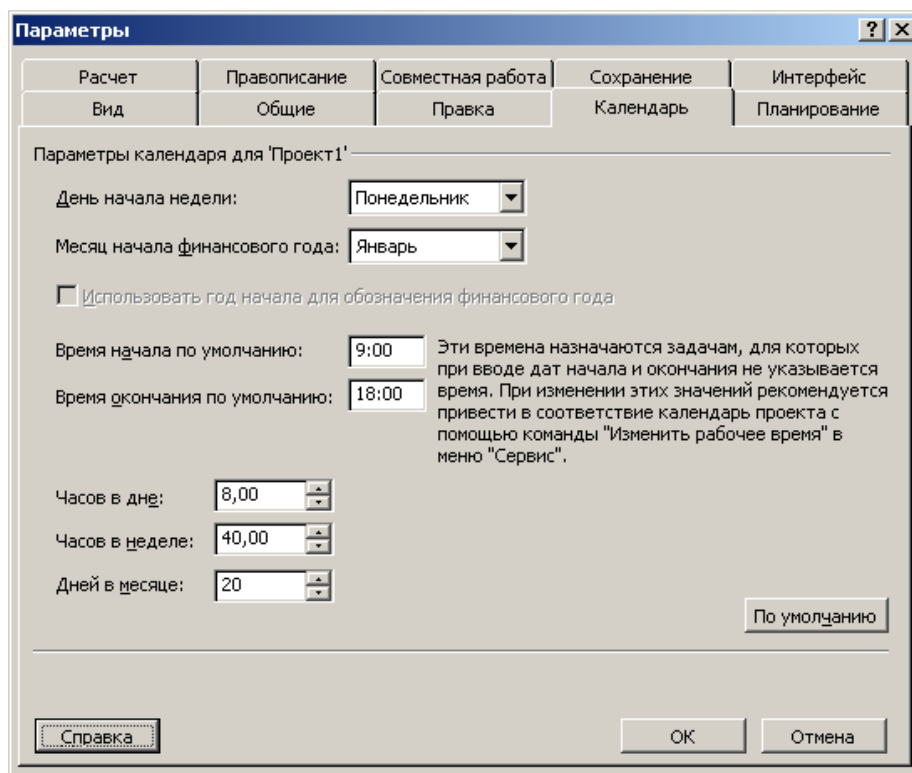 Параметры
Расчет Правописание Совместная работа Сохранение Интерфейс
Вид Общие Правка Календарь Планирование
Параметры календаря для 'Проект1'
День начала недели: Понедельник
Месяц начала финансового года: Январь
Использовать год начала для обозначения финансового года
Время начала по умолчанию: 9:00
Время окончания по умолчанию: 18:00
Эти времена назначаются задачам, для которых
при вводе дат начала и окончания не указывается
время. При изменении этих значений рекомендуется
привести в соответствие календарь проекта с
помощью команды "Изменить рабочее время" в
меню "Сервис".
Часов в дне: 8,00
Часов в неделе: 40,00
Дней в месяце: 20
По умолчанию
Справка ОК Отмена